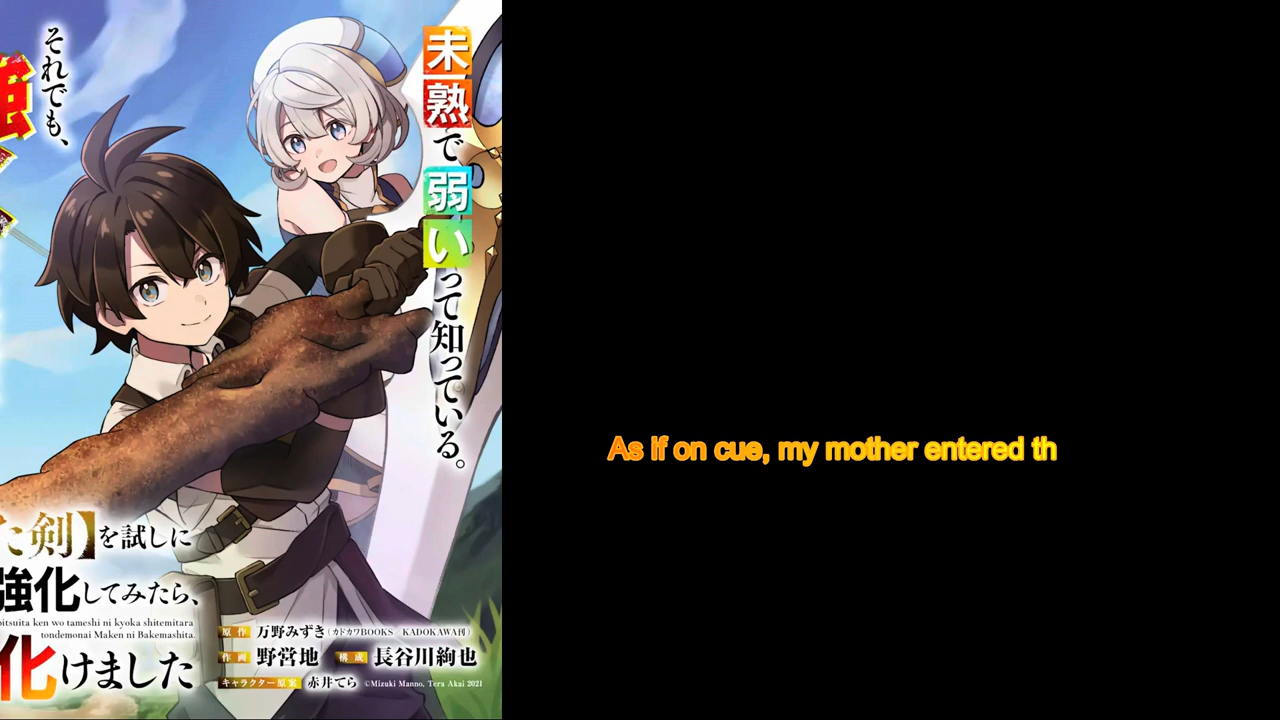 未熟で弱いって知っている。
それでも、
強
た剣】を試しに
強化してみたら、
bitsuita ken wo tameshi ni kyoka shitemitara
tondemonai Maken ni Bakemashita.
化けました
原作 万野みずき(カドカワBOOKS/KADOKAWA刊)
作画 野営地 構成 長谷川絢也
キャラクター原案 赤井てら ©Mizuki Manno, Tera Akai 2021
As if on cue, my mother entered th